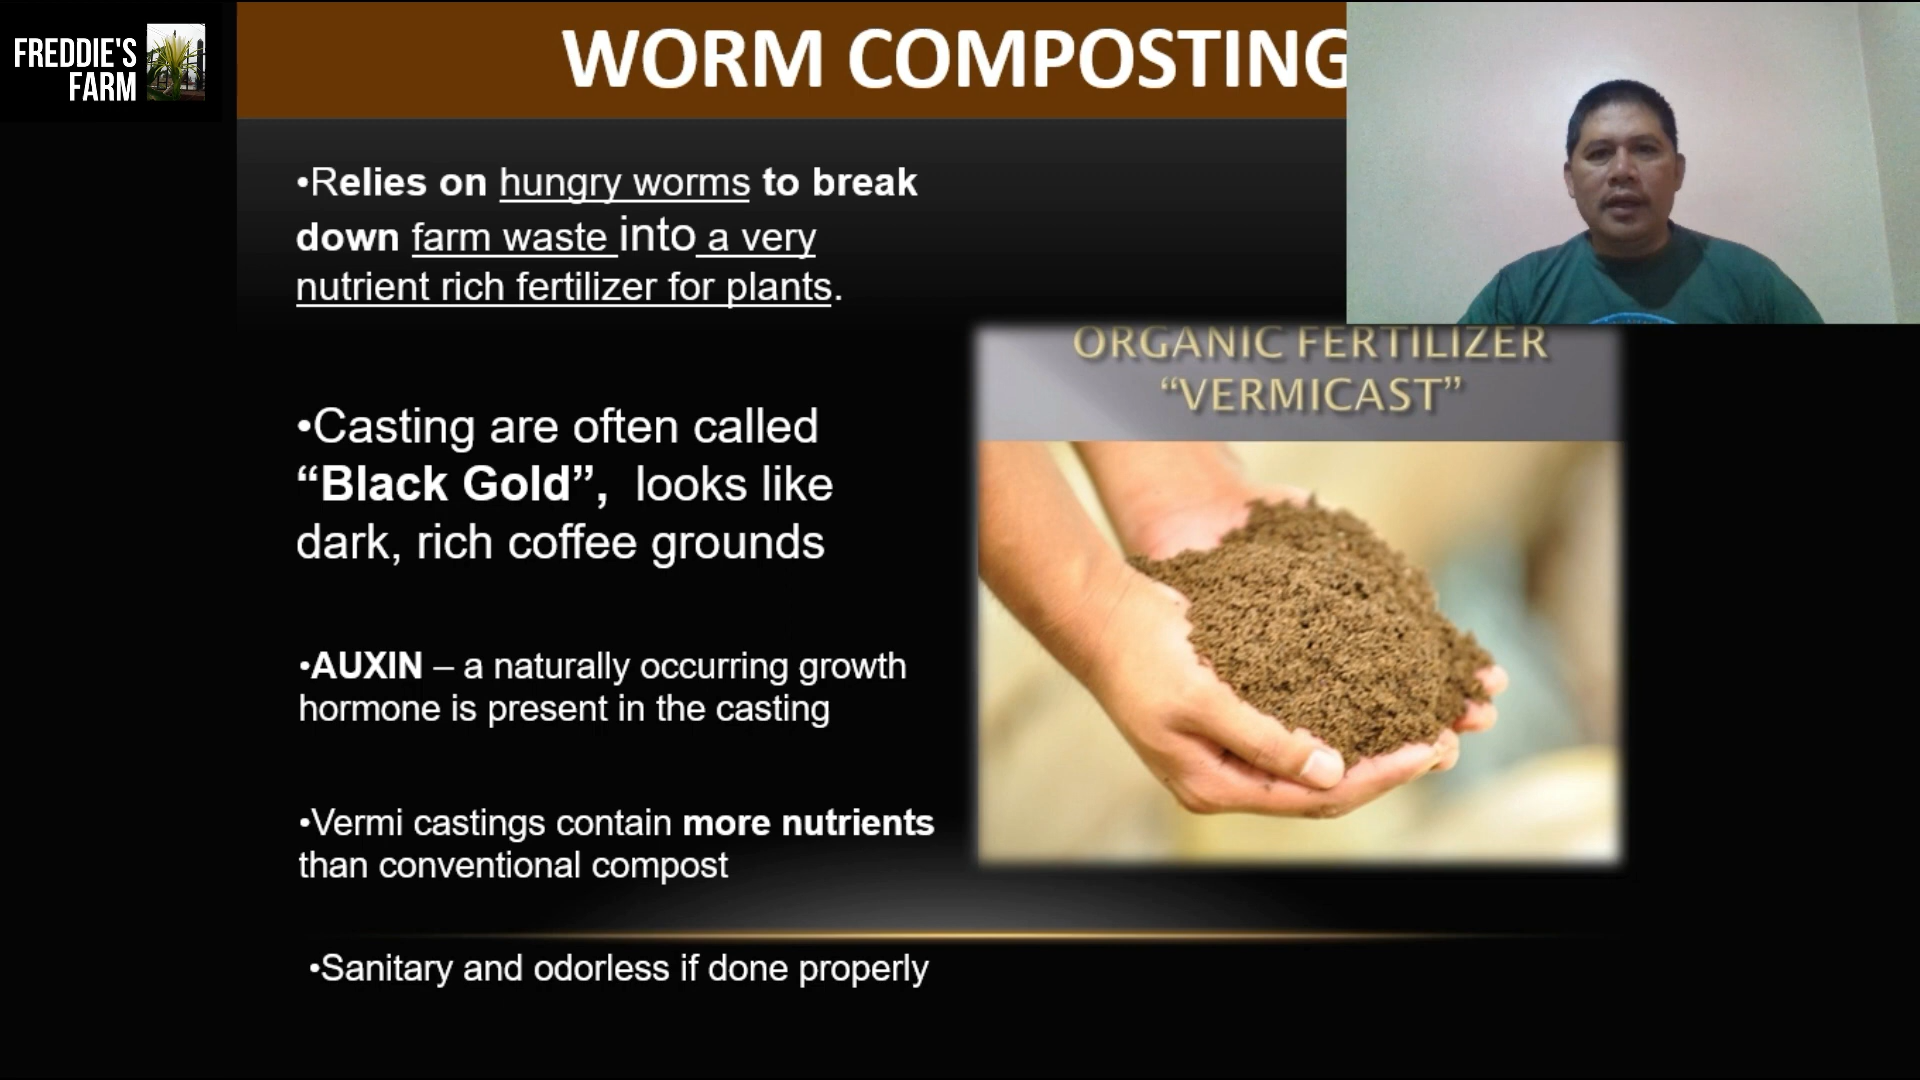 FREDDIE'S
FARM
WORM COMPOSTING
•Relies on hungry worms to break
down farm waste into a very
nutrient rich fertilizer for plants.
•Casting are often called
“Black Gold”, looks like
dark, rich coffee grounds
•AUXIN – a naturally occurring growth
hormone is present in the casting
•Vermi castings contain more nutrients
than conventional compost
•Sanitary and odorless if done properly
ORGANIC FERTILIZER
“VERMICAST”